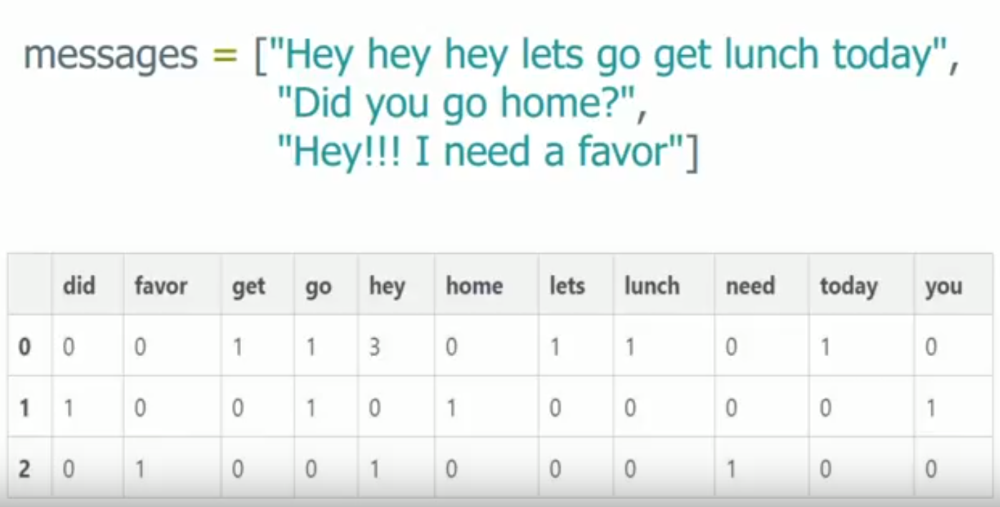 messages = ["Hey hey hey lets go get lunch today",
"Did you go home?",
"Hey!!! I need a favor"]
did favor get go hey home lets lunch need today you
0 0 0 1 1 3 0 1 1 0 1 0
1 1 0 0 1 0 1 0 0 0 0 1
2 0 1 0 0 1 0 0 0 1 0 0